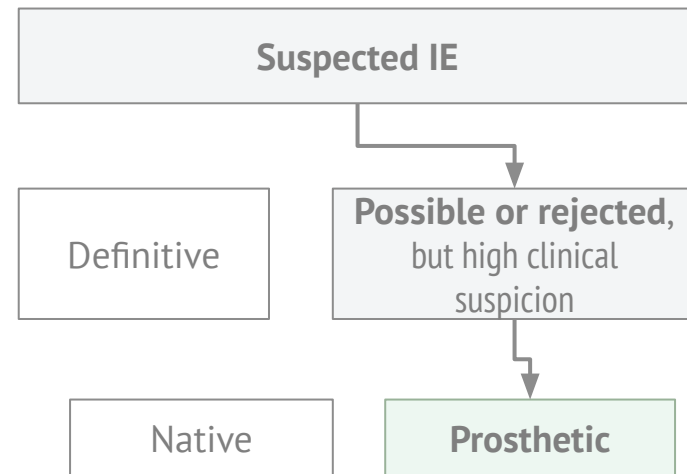 Suspected IE
Definitive
Possible or rejected,
but high clinical
suspicion
Native
Prosthetic